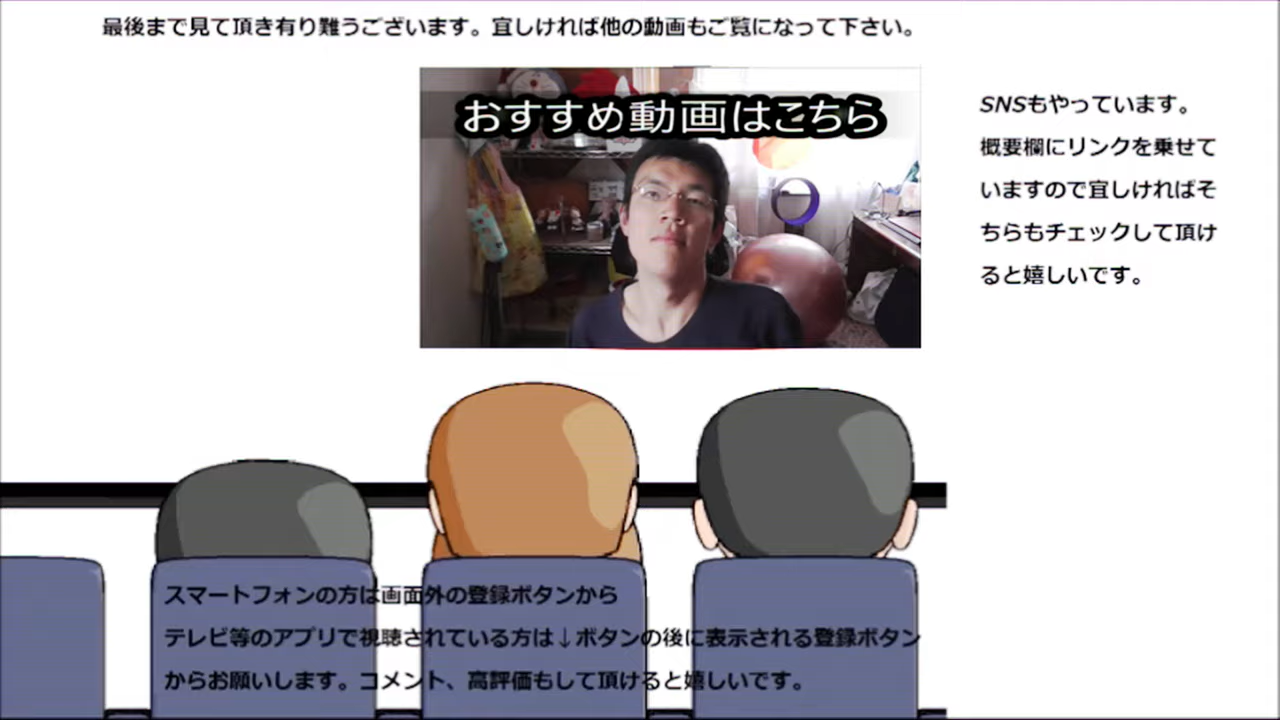 最後まで見て頂き有り難うございます。宜しければ他の動画もご覧になって下さい。
おすすめ動画はこちら
SNSもやっています。
概要欄にリンクを乗せて
いますので宜しければそ
ちらもチェックして頂け
ると嬉しいです。
スマートフォンの方は画面外の登録ボタンから
テレビ等のアプリで視聴されている方は↓ボタンの後に表示される登録ボタン
からお願いします。コメント、高評価もして頂けると嬉しいです。